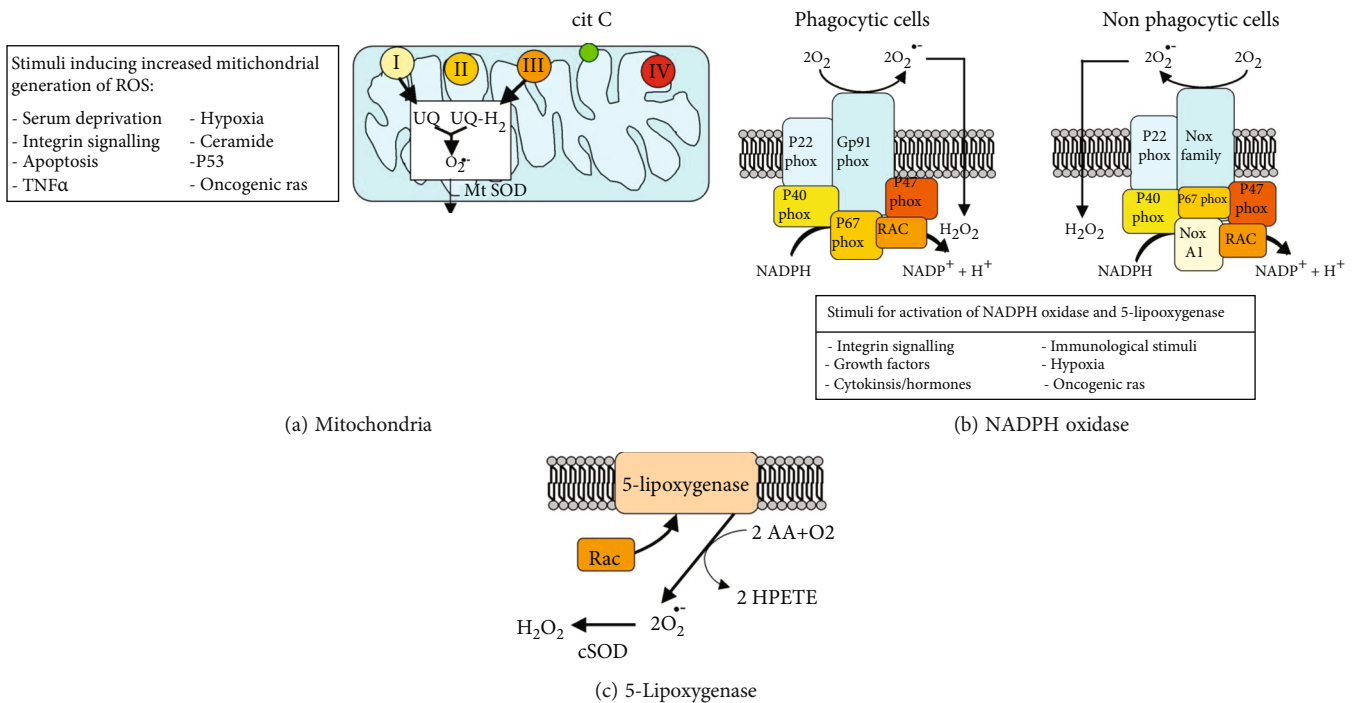 Stimuli inducing increased mitichondrial
generation of ROS:
- Serum deprivation
- Integrin signalling
- Apoptosis
- TNFα
- Hypoxia
- Ceramide
-P53
- Oncogenic ras
cit C
I
II
III
IV
UQ UQ-H₂
O₂•-
Mt SOD
(a) Mitochondria
Phagocytic cells
2O₂ 2O₂•-
P22
phox
Gp91
phox
P40
phox
P67
phox
P47
phox
RAC
H₂O₂
NADPH
NADP⁺ + H⁺
Non phagocytic cells
2O₂•- 2O₂
P22
phox
Nox
family
P40
phox
P67 phox
P47
phox
Nox
A1
RAC
H₂O₂
NADPH
NADP⁺ + H⁺
Stimuli for activation of NADPH oxidase and 5-lipooxygenase
- Integrin signalling
- Growth factors
- Cytokinsis/hormones
- Immunological stimuli
- Hypoxia
- Oncogenic ras
(b) NADPH oxidase
5-lipoxygenase
Rac
2 AA+O2
2 HPETE
2O₂•-
H₂O₂
cSOD
(c) 5-Lipoxygenase